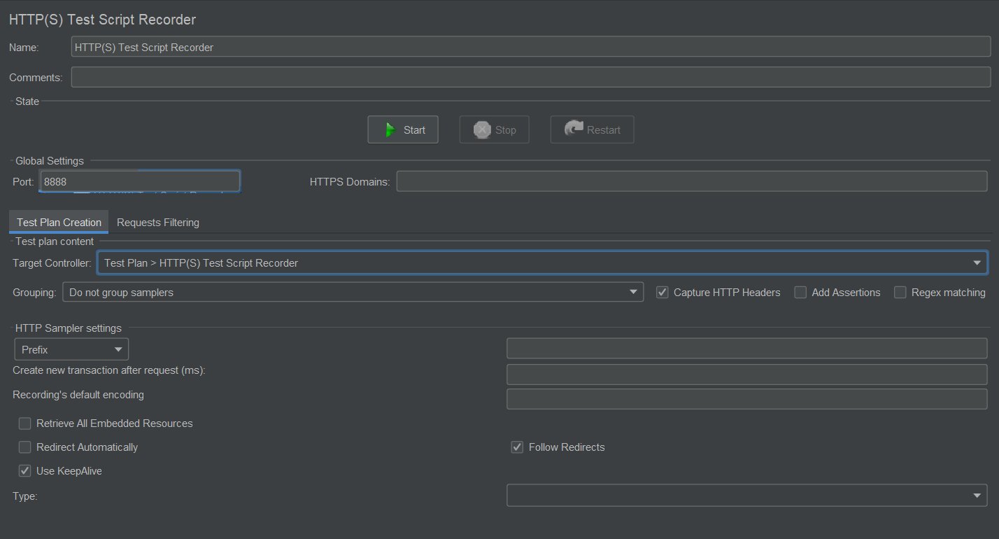 HTTP(S) Test Script Recorder
Name: HTTP(S) Test Script Recorder
Comments:
State
Start Stop Restart
Global Settings
Port: 8888 HTTPS Domains:
Test Plan Creation Requests Filtering
Test plan content
Target Controller: Test Plan > HTTP(S) Test Script Recorder
Grouping: Do not group samplers Capture HTTP Headers Add Assertions Regex matching
HTTP Sampler settings
Prefix
Create new transaction after request (ms):
Recording's default encoding
Retrieve All Embedded Resources
Redirect Automatically Follow Redirects
Use KeepAlive
Type: